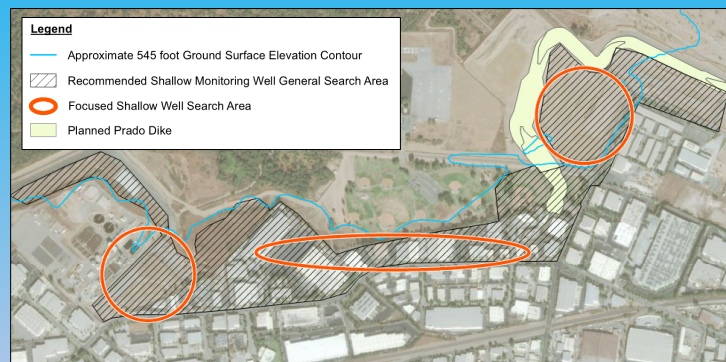 Legend
Approximate 545 foot Ground Surface Elevation Contour
Recommended Shallow Monitoring Well General Search Area
Focused Shallow Well Search Area
Planned Prado Dike